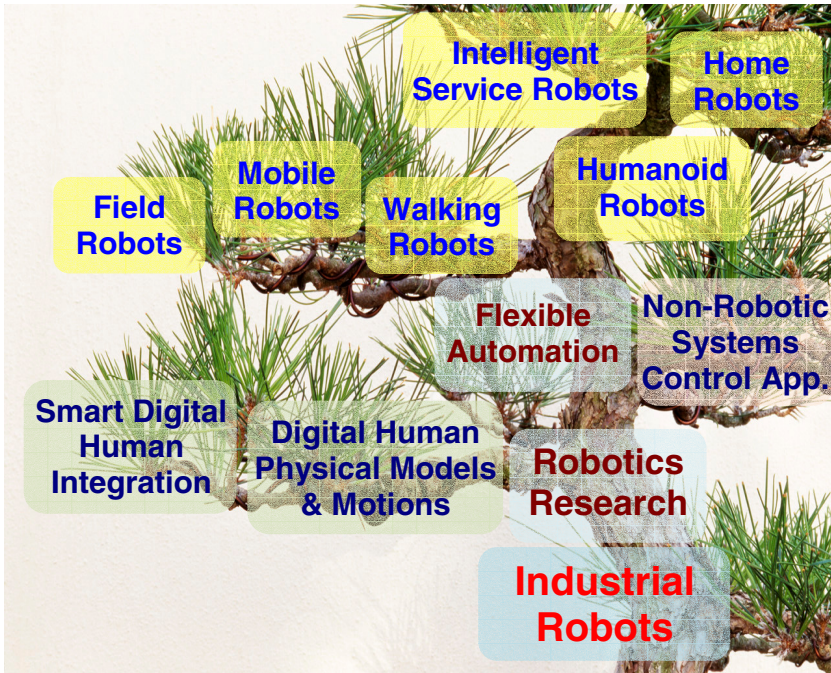 Intelligent
Service Robots
Home
Robots
Mobile
Robots
Humanoid
Robots
Field
Robots
Walking
Robots
Flexible
Automation
Non-Robotic
Systems
Control App.
Smart Digital
Human
Integration
Digital Human
Physical Models
& Motions
Robotics
Research
Industrial
Robots